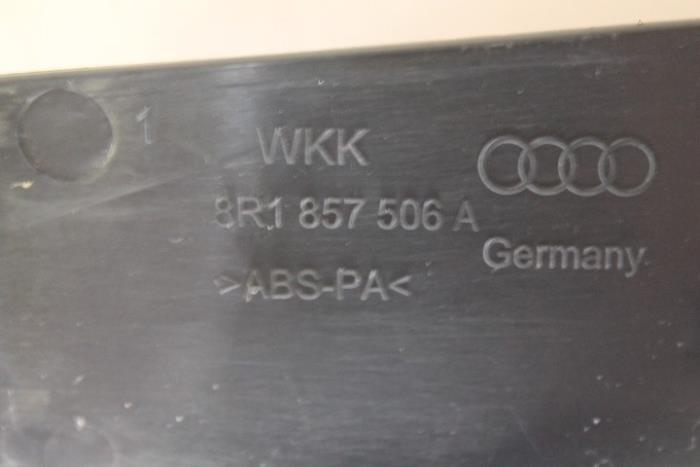 1
WKK
8R1 857 506 A
>ABS-PA<
Germany